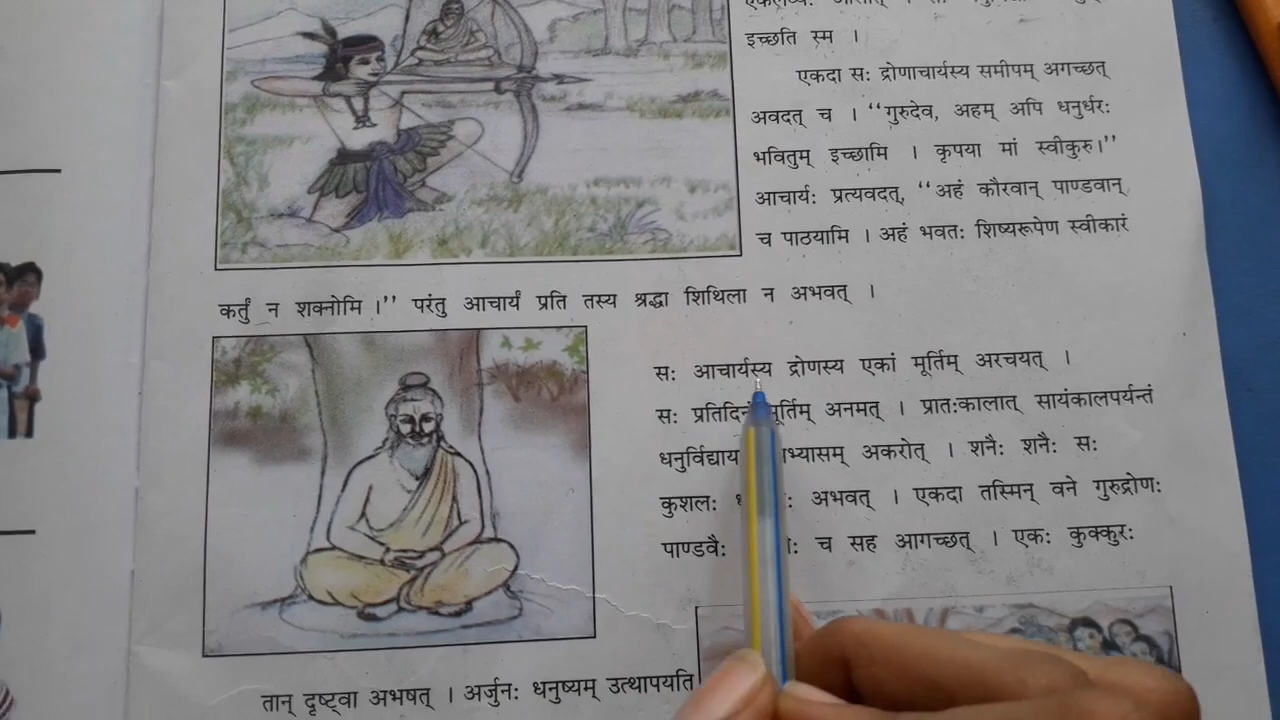 इच्छति स्म ।
एकदा सः द्रोणाचार्यस्य समीपम् अगच्छत्
अवदत् च । “गुरुदेव, अहम् अपि धनुर्धरः
भवितुम् इच्छामि । कृपया मां स्वीकुरु।”
आचार्यः प्रत्यवदत्, “अहं कौरवान् पाण्डवान्
च पाठयामि । अहं भवतः शिष्यरूपेण स्वीकारं
कर्तुं न शक्नोमि ।” परंतु आचार्यं प्रति तस्य श्रद्धा शिथिला न अभवत् ।
सः आचार्यस्य द्रोणस्य एकां मूर्तिम् अरचयत् ।
सः प्रतिदिनं मूर्तिम् अनमत् । प्रातःकालात् सायंकालपर्यन्तं
अकरोत् । शनैः शनैः सः
कुशलः अभवत् । एकदा तस्मिन् वने गुरुद्रोणः
पाण्डवैः च सह आगच्छत् । एकः कुक्कुरः
तान् दृष्ट्वा अभषत् । अर्जुनः धनुष्यम् उत्थापयति